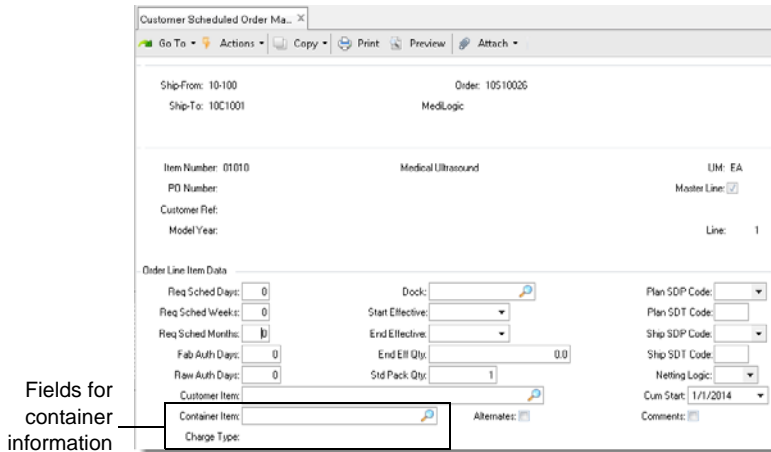 Customer Scheduled Order Ma... ×
Go To Actions Copy Print Preview Attach
Ship-From: 10-100 Order: 10S10026
Ship-To: 10C1001 MediLogic
Item Number: 01010 Medical Ultrasound UM: EA
PO Number: Master Line:
Customer Ref:
Model Year: Line: 1
Order Line Item Data
Req Sched Days: 0 Dock: Plan SDP Code:
Req Sched Weeks: 0 Start Effective: Plan SDT Code:
Req Sched Months: 0 End Effective: Ship SDP Code:
Fab Auth Days: 0 End Eff Qty: 0.0 Ship SDT Code:
Raw Auth Days: 0 Std Pack Qty: 1 Netting Logic:
Customer Item: Cum Start: 1/1/2014
Container Item: Alternates: Comments:
Charge Type:
Fields for
container
information